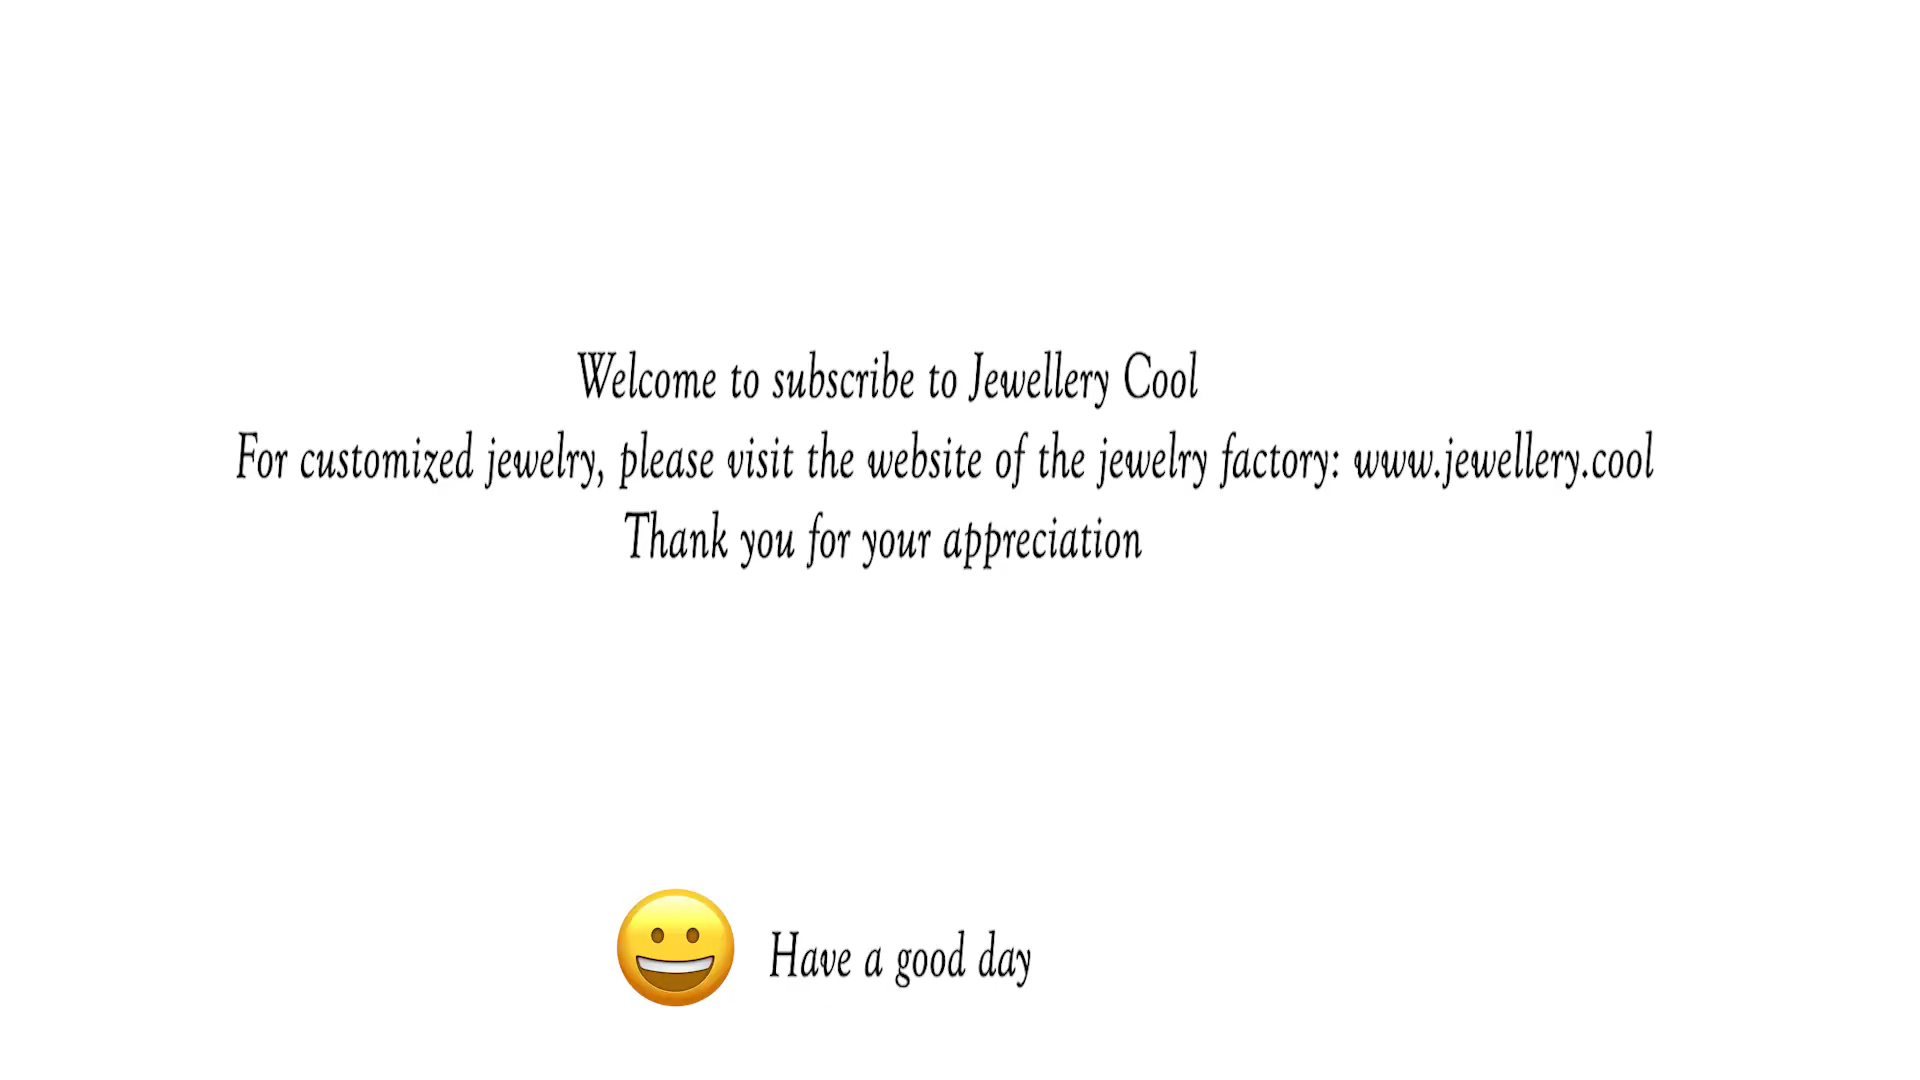 Welcome to subscribe to Jewellery Cool
For customized jewelry, please visit the website of the jewelry factory: www.jewellery.cool
Thank you for your appreciation
Have a good day